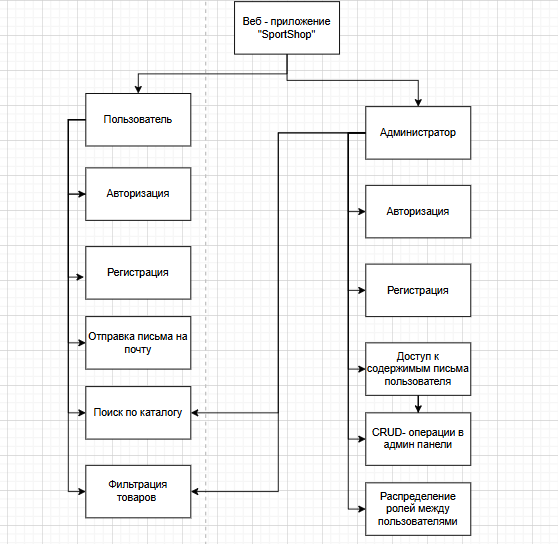 Веб - приложение
"SportShop"
Пользователь
Авторизация
Регистрация
Отправка письма на
почту
Поиск по каталогу
Фильтрация
товаров
Администратор
Авторизация
Регистрация
Доступ к
содержимым письма
пользователя
CRUD- операции в
админ панели
Распределение
ролей между
пользователями